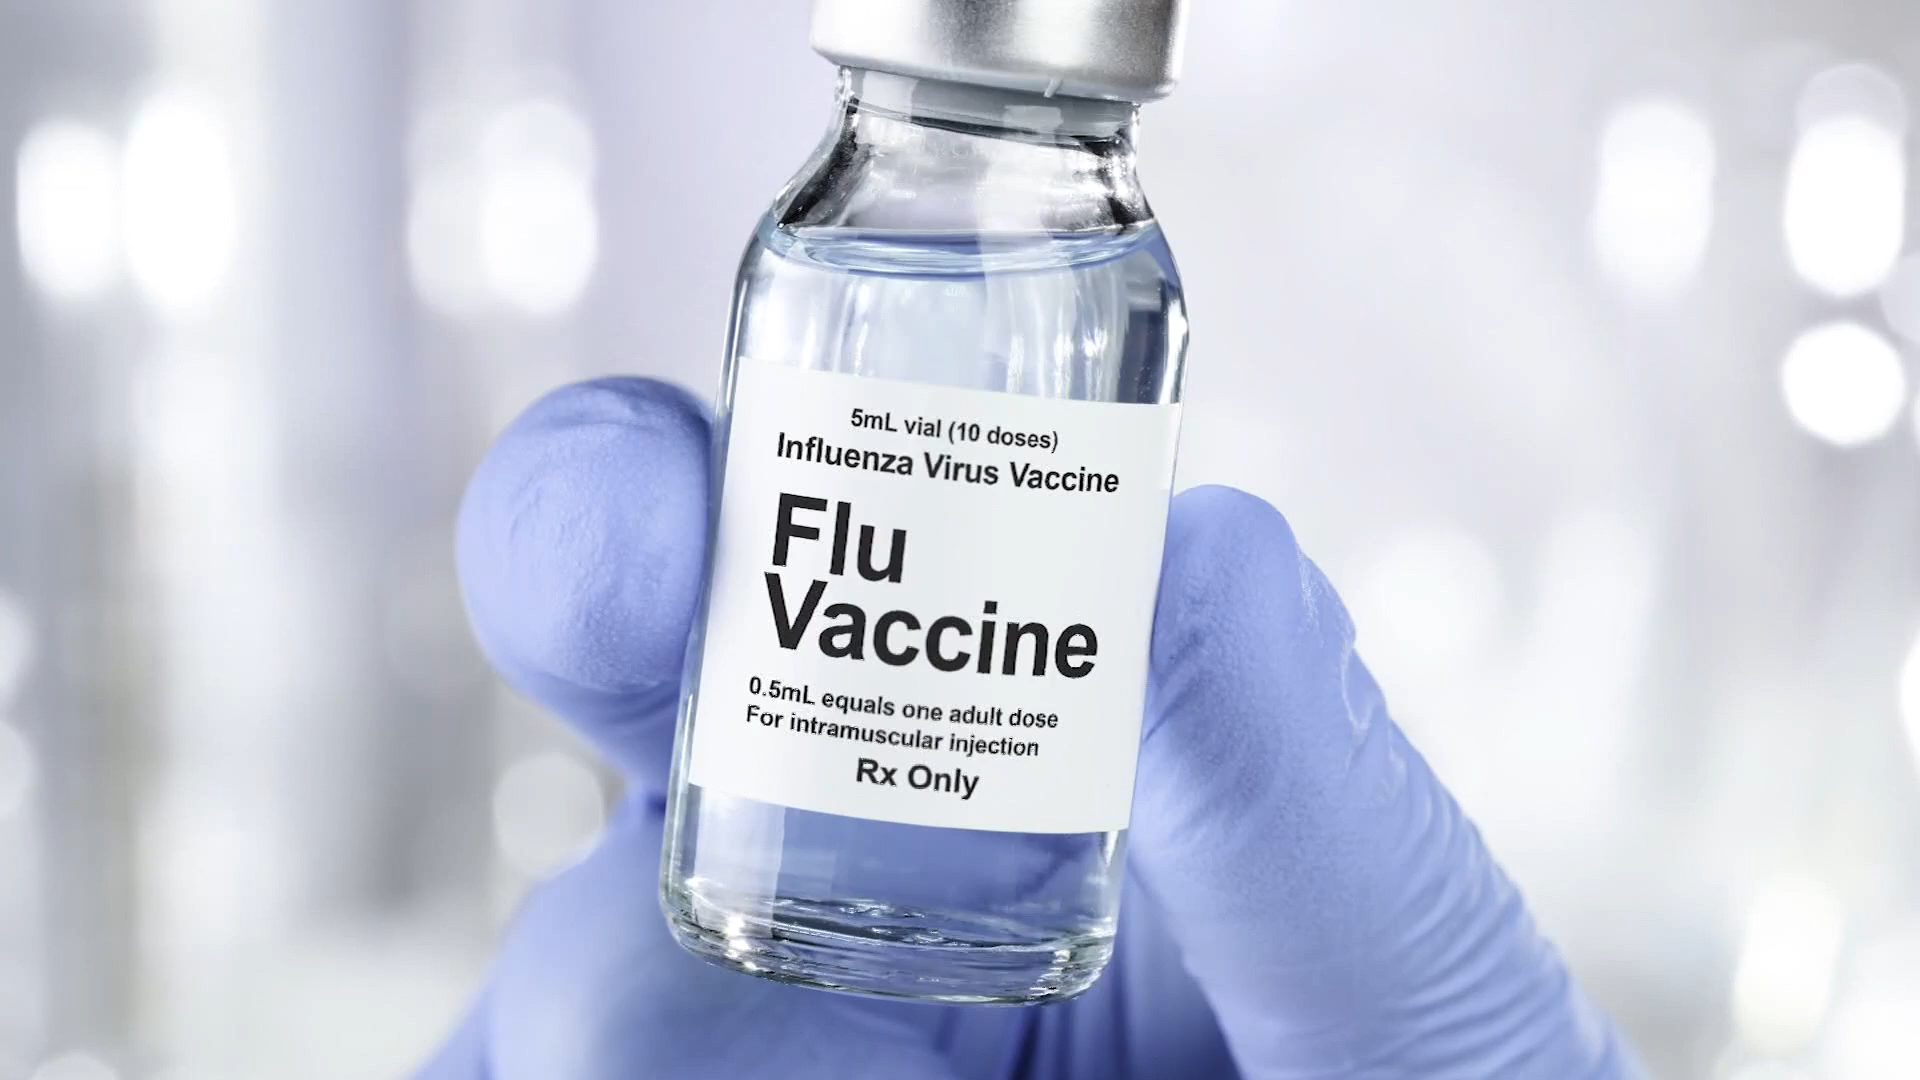 5mL vial (10 doses)
Influenza Virus Vaccine
Flu
Vaccine
0.5mL equals one adult dose
For intramuscular injection
Rx Only